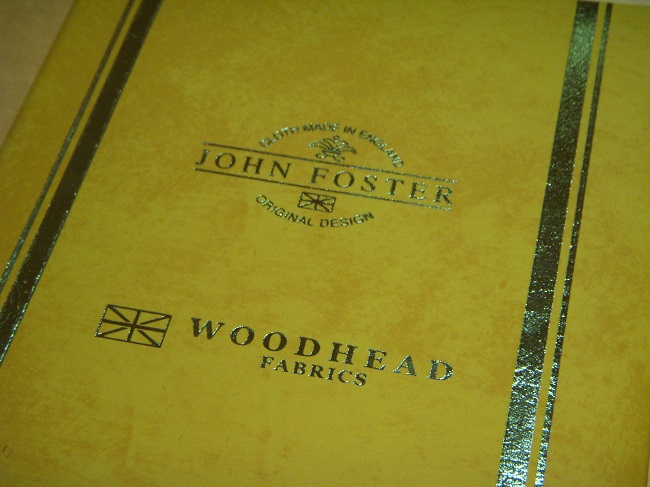 CLOTH MADE IN ENGLAND
JOHN FOSTER
ORIGINAL DESIGN
WOODHEAD
FABRICS